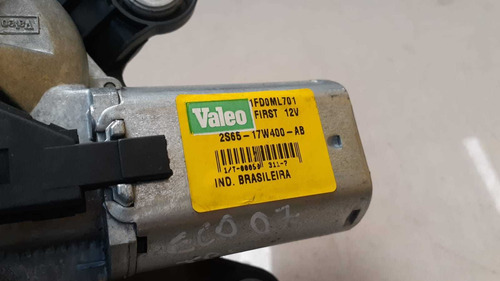 Valeo
1FD0ML701
FIRST 12V
2S65-17W400-AB
IND. BRASILEIRA